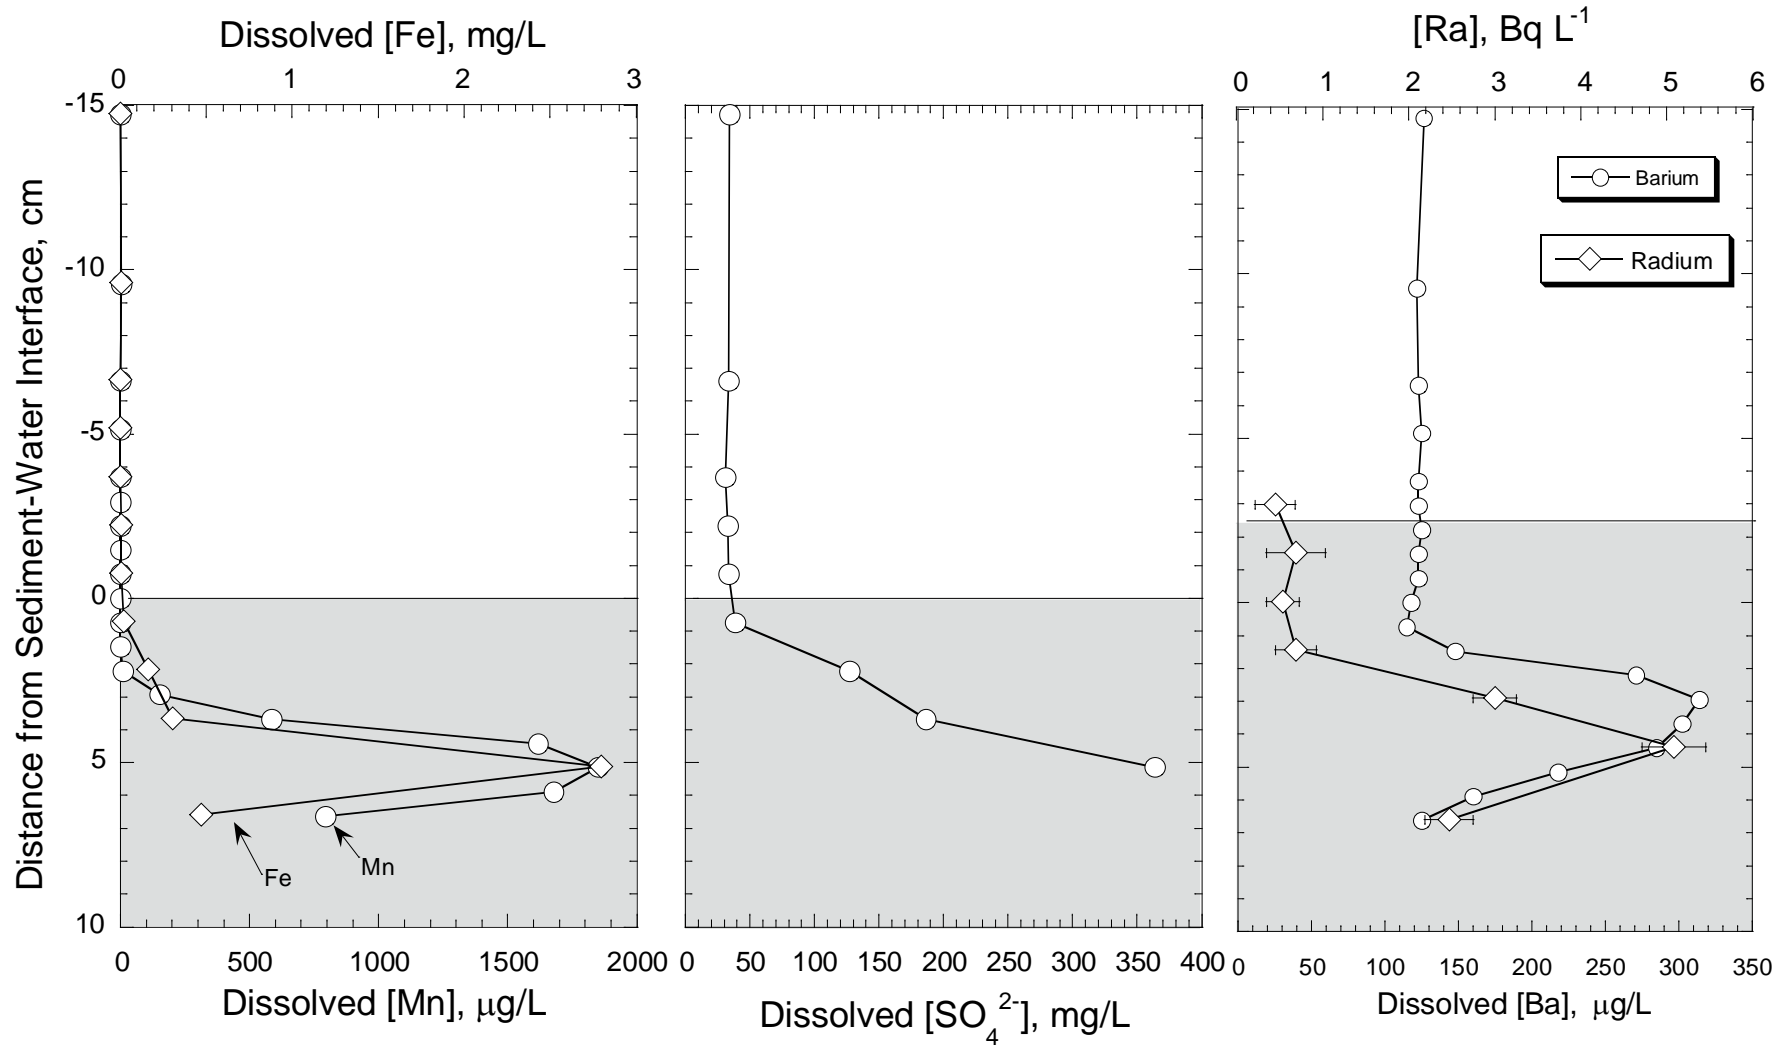 Dissolved [Fe], mg/L
0 1 2 3
[Ra], Bq L⁻¹
0 1 2 3 4 5 6
Distance from Sediment-Water Interface, cm
-15
-10
-5
0
5
10
Fe
Mn
Barium
Radium
0 500 1000 1500 2000
Dissolved [Mn], μg/L
0 50 100 150 200 250 300 350 400
Dissolved [SO₄²⁻], mg/L
0 50 100 150 200 250 300 350
Dissolved [Ba], μg/L